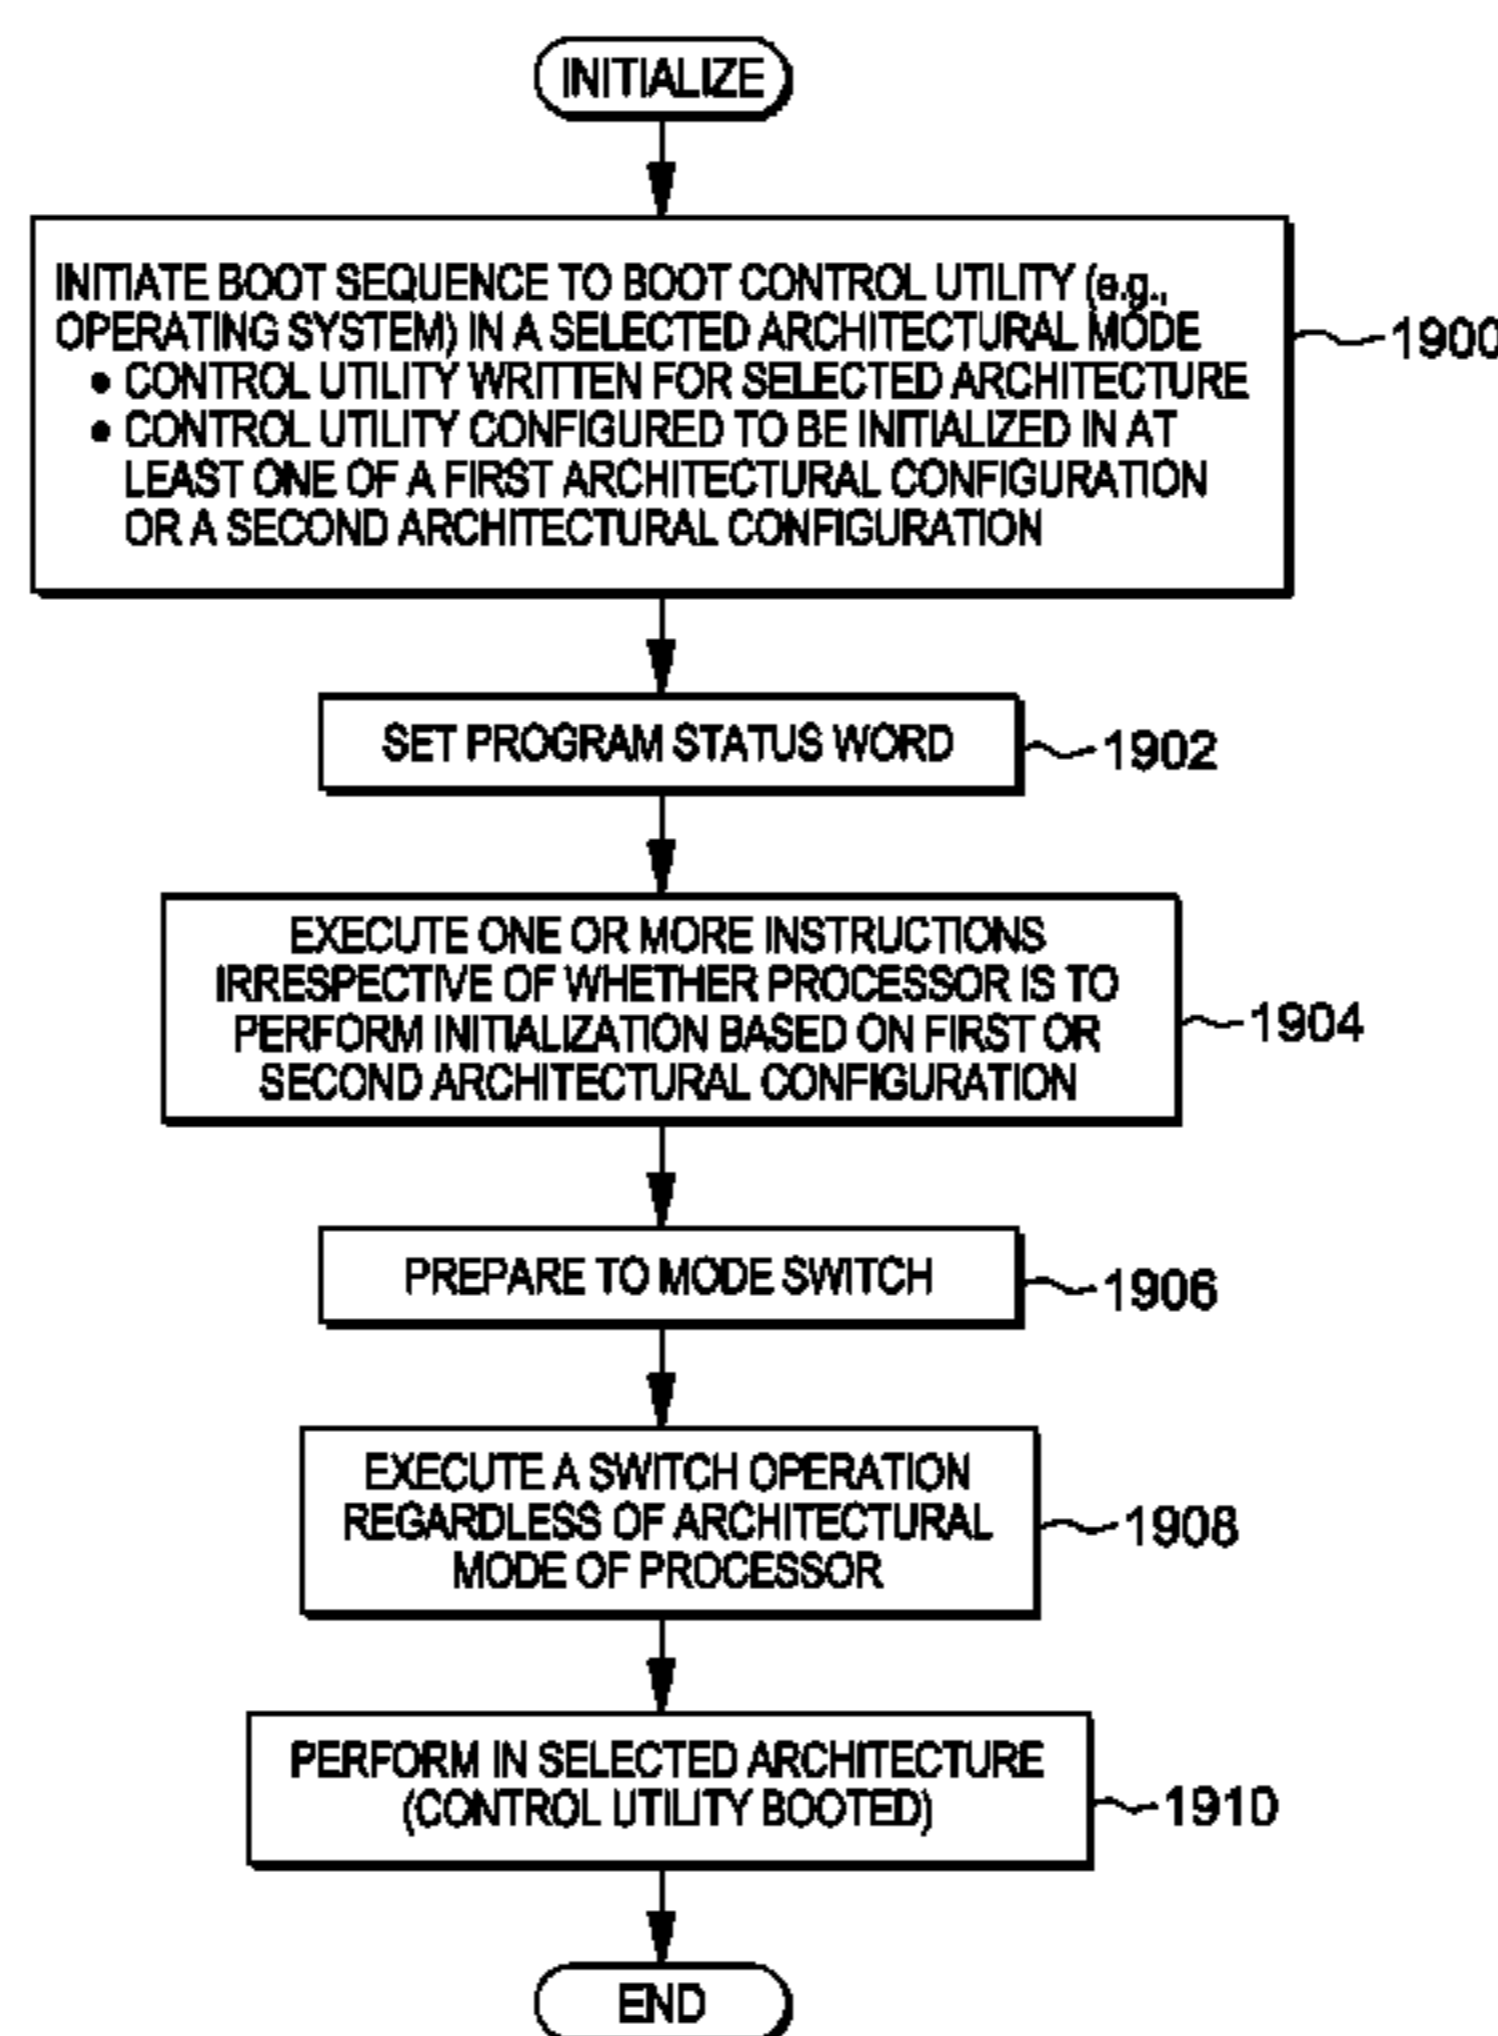 INITIALIZE
INITIATE BOOT SEQUENCE TO BOOT CONTROL UTILITY (e.g.,
OPERATING SYSTEM) IN A SELECTED ARCHITECTURAL MODE
• CONTROL UTILITY WRITTEN FOR SELECTED ARCHITECTURE
• CONTROL UTILITY CONFIGURED TO BE INITIALIZED IN AT
LEAST ONE OF A FIRST ARCHITECTURAL CONFIGURATION
OR A SECOND ARCHITECTURAL CONFIGURATION
1900
SET PROGRAM STATUS WORD
1902
EXECUTE ONE OR MORE INSTRUCTIONS
IRRESPECTIVE OF WHETHER PROCESSOR IS TO
PERFORM INITIALIZATION BASED ON FIRST OR
SECOND ARCHITECTURAL CONFIGURATION
1904
PREPARE TO MODE SWITCH
1906
EXECUTE A SWITCH OPERATION
REGARDLESS OF ARCHITECTURAL
MODE OF PROCESSOR
1908
PERFORM IN SELECTED ARCHITECTURE
(CONTROL UTILITY BOOTED)
1910
END